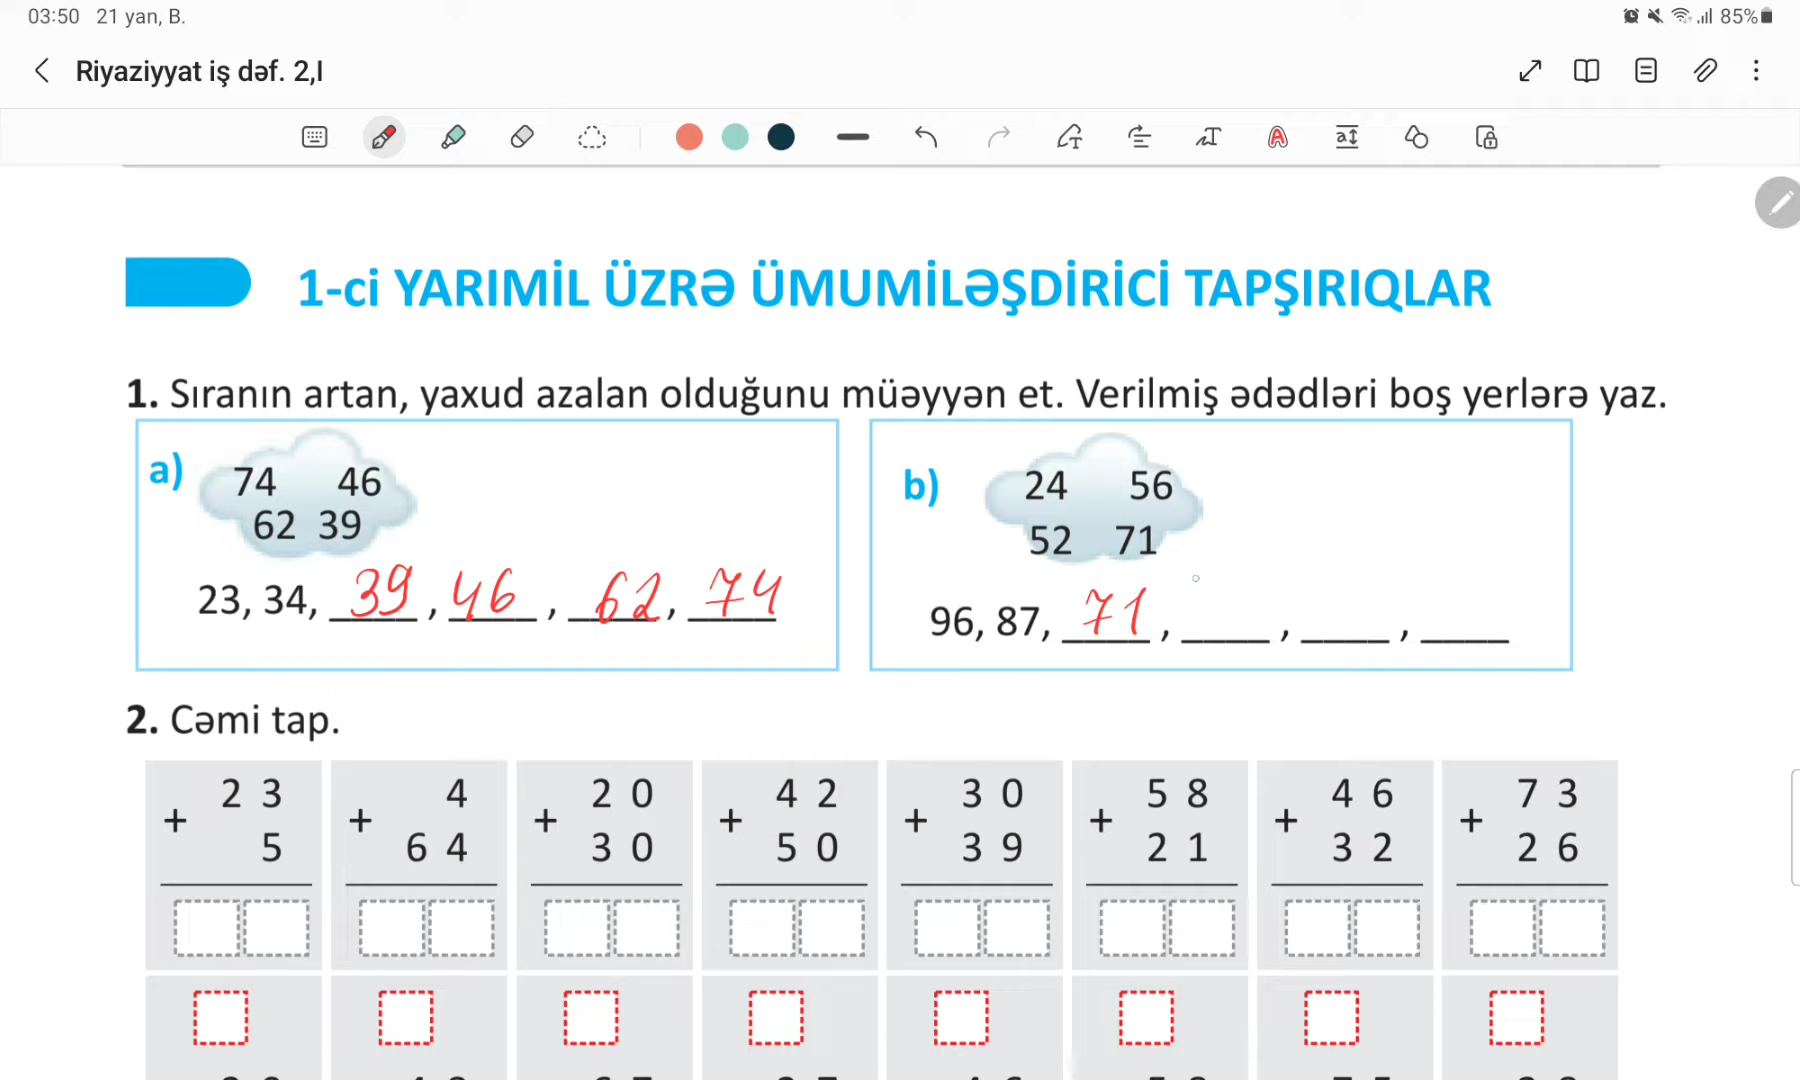 03:50 21 yan, B.
85%
Riyaziyyat iş dəf. 2,I
1-ci YARIMİL ÜZRƏ ÜMUMİLƏŞDİRİCİ TAPŞIRIQLAR
1. Sıranın artan, yaxud azalan olduğunu müəyyən et. Verilmiş ədədləri boş yerlərə yaz.
a)
74 46
62 39
23, 34, 39, 46, 62, 74
b)
24 56
52 71
96, 87, 71, ____, ____, ____
2. Cəmi tap.
23 4 20 42 30 58 46 73
+ + + + + + + +
5 64 30 50 39 21 32 26